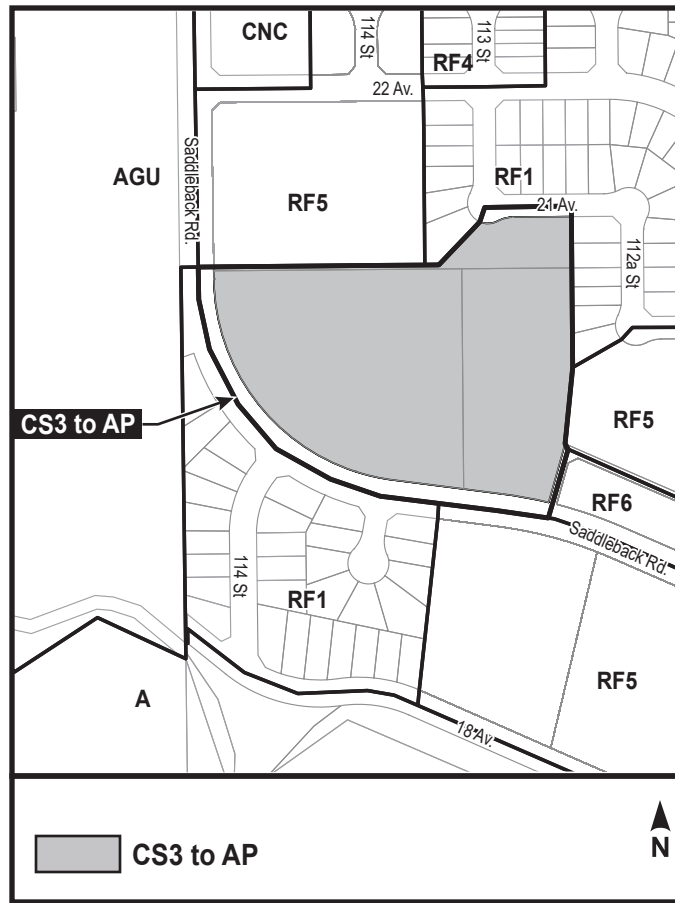 CNC
114 St
113 St
RF4
22 Av.
Saddleback Rd.
AGU
RF5
RF1
21 Av.
112a St
CS3 to AP
RF5
RF6
Saddleback Rd.
114 St
RF1
RF5
A
18 Av.
CS3 to AP
N